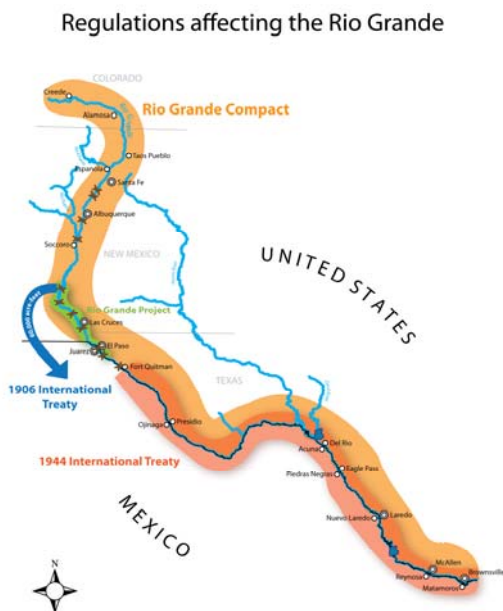 Regulations affecting the Rio Grande
COLORADO
Creede
Rio Grande Compact
Alamosa
Taos Pueblo
Espanola
Santa Fe
Albuquerque
Soccoro
NEW MEXICO
UNITED STATES
Rio Grande Project
Las Cruces
El Paso
Juarez
Fort Quitman
1906 International
Treaty
TEXAS
Ojinaga
Presidio
Del Rio
Acuna
1944 International Treaty
Piedras Negras
Eagle Pass
MEXICO
Nuevo Laredo
Laredo
N
McAllen
Reynosa
Brownsville
Matamoros